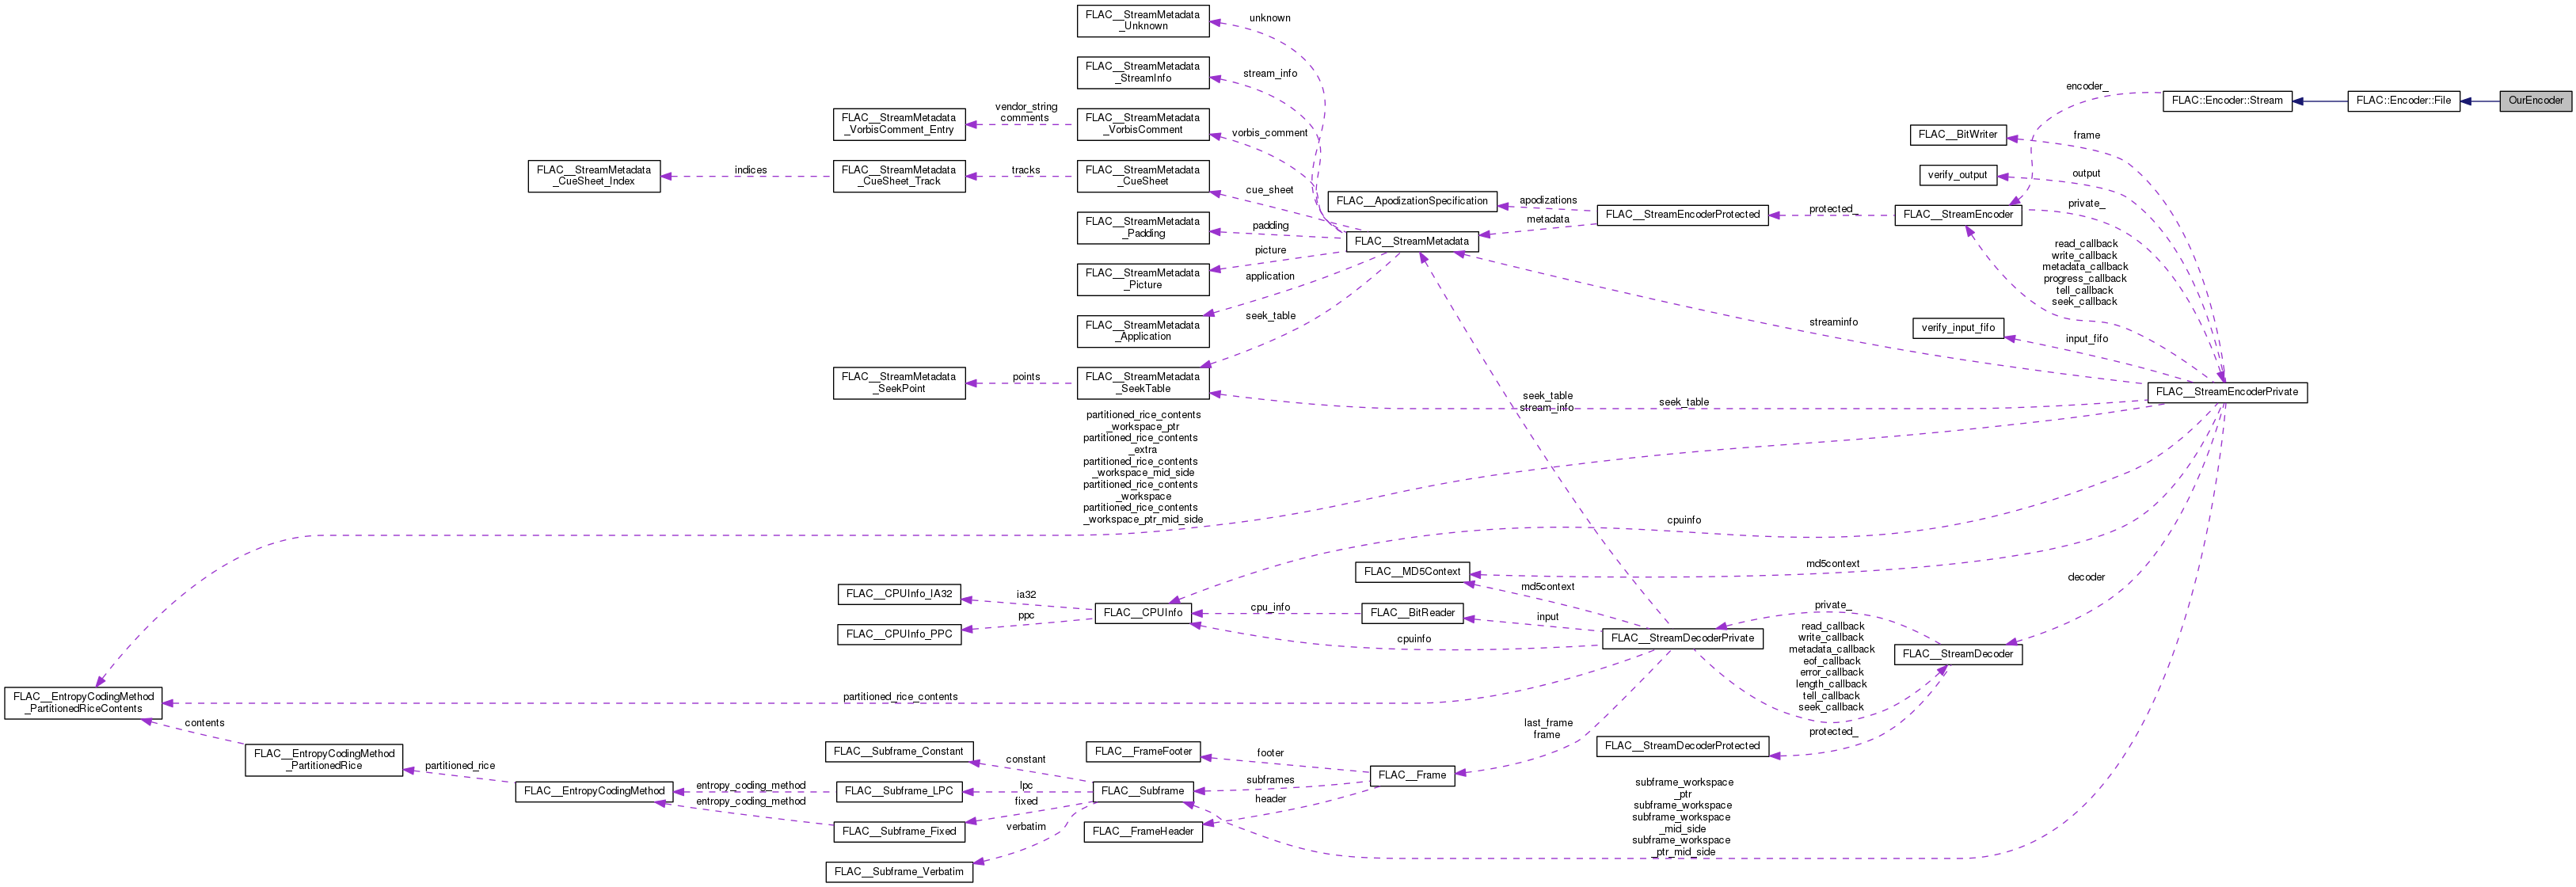 FLAC__StreamMetadata
_Unknown
unknown
FLAC__StreamMetadata
_StreamInfo
stream_info
encoder_
FLAC::Encoder::Stream
FLAC::Encoder::File
OurEncoder
vendor_string
comments
FLAC__StreamMetadata
_VorbisComment_Entry
FLAC__StreamMetadata
_VorbisComment
vorbis_comment
FLAC__BitWriter
frame
FLAC__StreamMetadata
_CueSheet_Index
indices
FLAC__StreamMetadata
_CueSheet_Track
tracks
FLAC__StreamMetadata
_CueSheet
cue_sheet
verify_output
output
FLAC__ApodizationSpecification
apodizations
FLAC__StreamEncoderProtected
protected_
FLAC__StreamEncoder
private_
metadata
FLAC__StreamMetadata
_Padding
padding
FLAC__StreamMetadata
FLAC__StreamMetadata
_Picture
picture
read_callback
write_callback
metadata_callback
progress_callback
tell_callback
seek_callback
application
FLAC__StreamMetadata
_Application
seek_table
streaminfo
verify_input_fifo
input_fifo
FLAC__StreamMetadata
_SeekPoint
points
FLAC__StreamMetadata
_SeekTable
seek_table
stream_info
seek_table
FLAC__StreamEncoderPrivate
partitioned_rice_contents
_workspace_ptr
partitioned_rice_contents
_extra
partitioned_rice_contents
_workspace_mid_side
partitioned_rice_contents
_workspace
partitioned_rice_contents
_workspace_ptr_mid_side
cpuinfo
FLAC__MD5Context
md5context
md5context
decoder
FLAC__CPUInfo_IA32
ia32
FLAC__CPUInfo_PPC
ppc
FLAC__CPUInfo
cpu_info
FLAC__BitReader
input
cpuinfo
FLAC__StreamDecoderPrivate
private_
read_callback
write_callback
metadata_callback
eof_callback
error_callback
length_callback
tell_callback
seek_callback
FLAC__StreamDecoder
FLAC__EntropyCodingMethod
_PartitionedRiceContents
partitioned_rice_contents
contents
last_frame
frame
protected_
FLAC__StreamDecoderProtected
FLAC__EntropyCodingMethod
_PartitionedRice
partitioned_rice
FLAC__EntropyCodingMethod
entropy_coding_method
entropy_coding_method
FLAC__Subframe_Constant
constant
FLAC__Subframe_LPC
lpc
FLAC__Subframe_Fixed
fixed
FLAC__Subframe_Verbatim
verbatim
FLAC__FrameFooter
footer
FLAC__Subframe
subframes
FLAC__Frame
header
FLAC__FrameHeader
subframe_workspace
_ptr
subframe_workspace
subframe_workspace
_mid_side
subframe_workspace
_ptr_mid_side